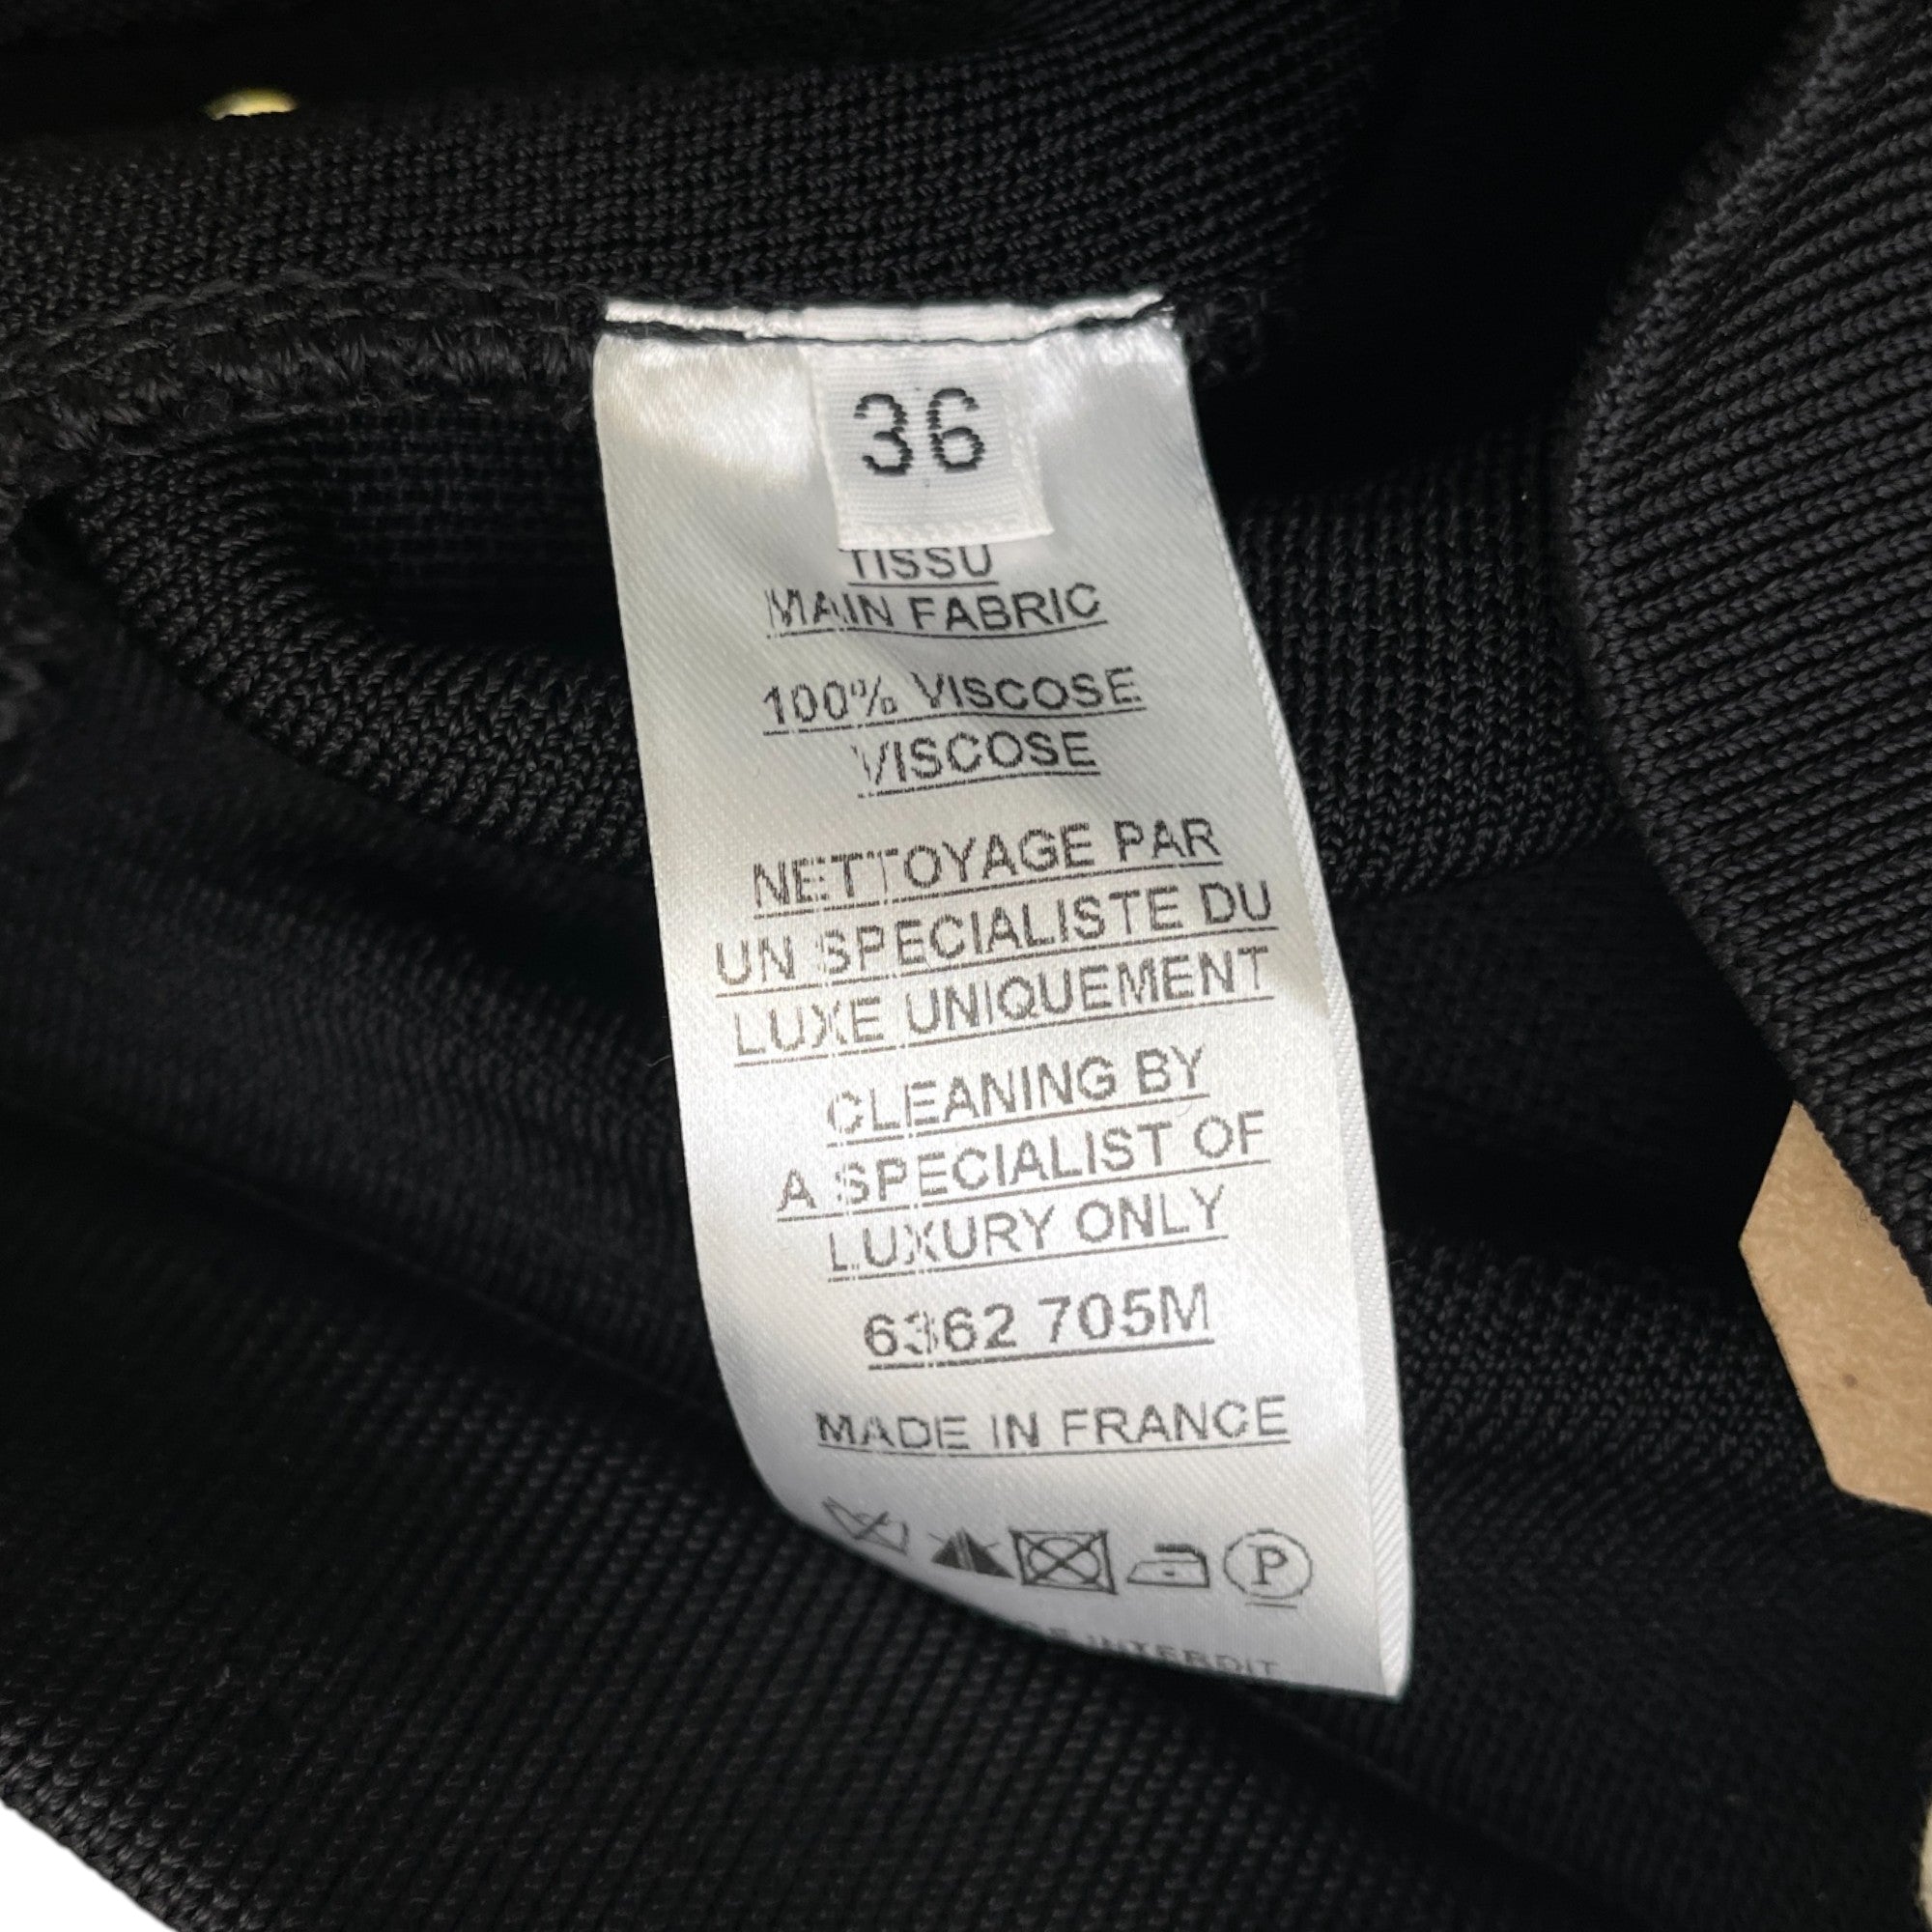 36
TISSU
MAIN FABRIC
100% VISCOSE
VISCOSE
NETTOYAGE PAR
UN SPECIALISTE DU
LUXE UNIQUEMENT
CLEANING BY
A SPECIALIST OF
LUXURY ONLY
6362 705M
MADE IN FRANCE
P
INTERDIT